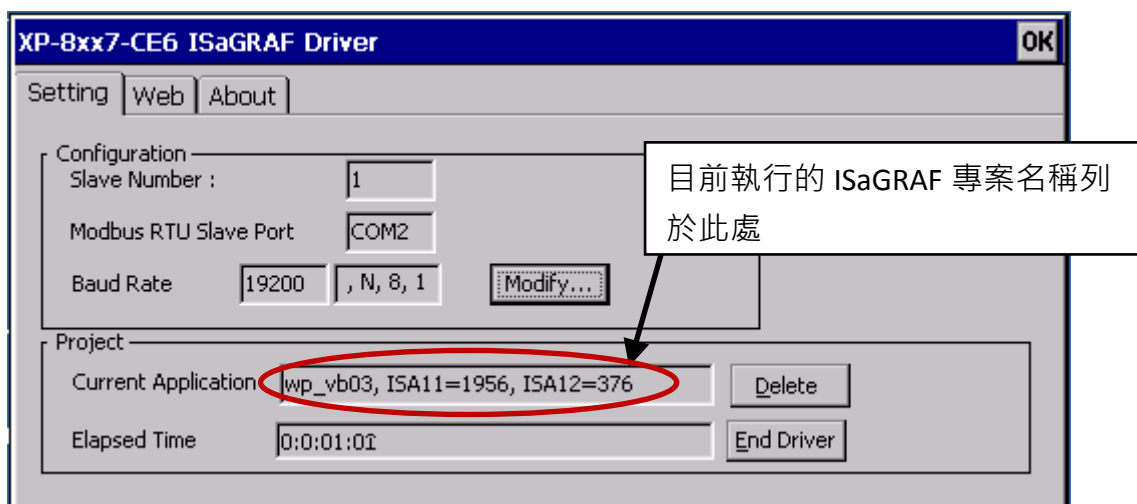 XP-8xx7-CE6 ISaGRAF Driver
OK
Setting Web About
Configuration
Slave Number : 1
目前執行的 ISaGRAF 專案名稱列
於此處
Modbus RTU Slave Port COM2
Baud Rate 19200 , N, 8, 1 Modify...
Project
Current Application wp_vb03, ISA11=1956, ISA12=376 Delete
Elapsed Time 0:0:01:01 End Driver